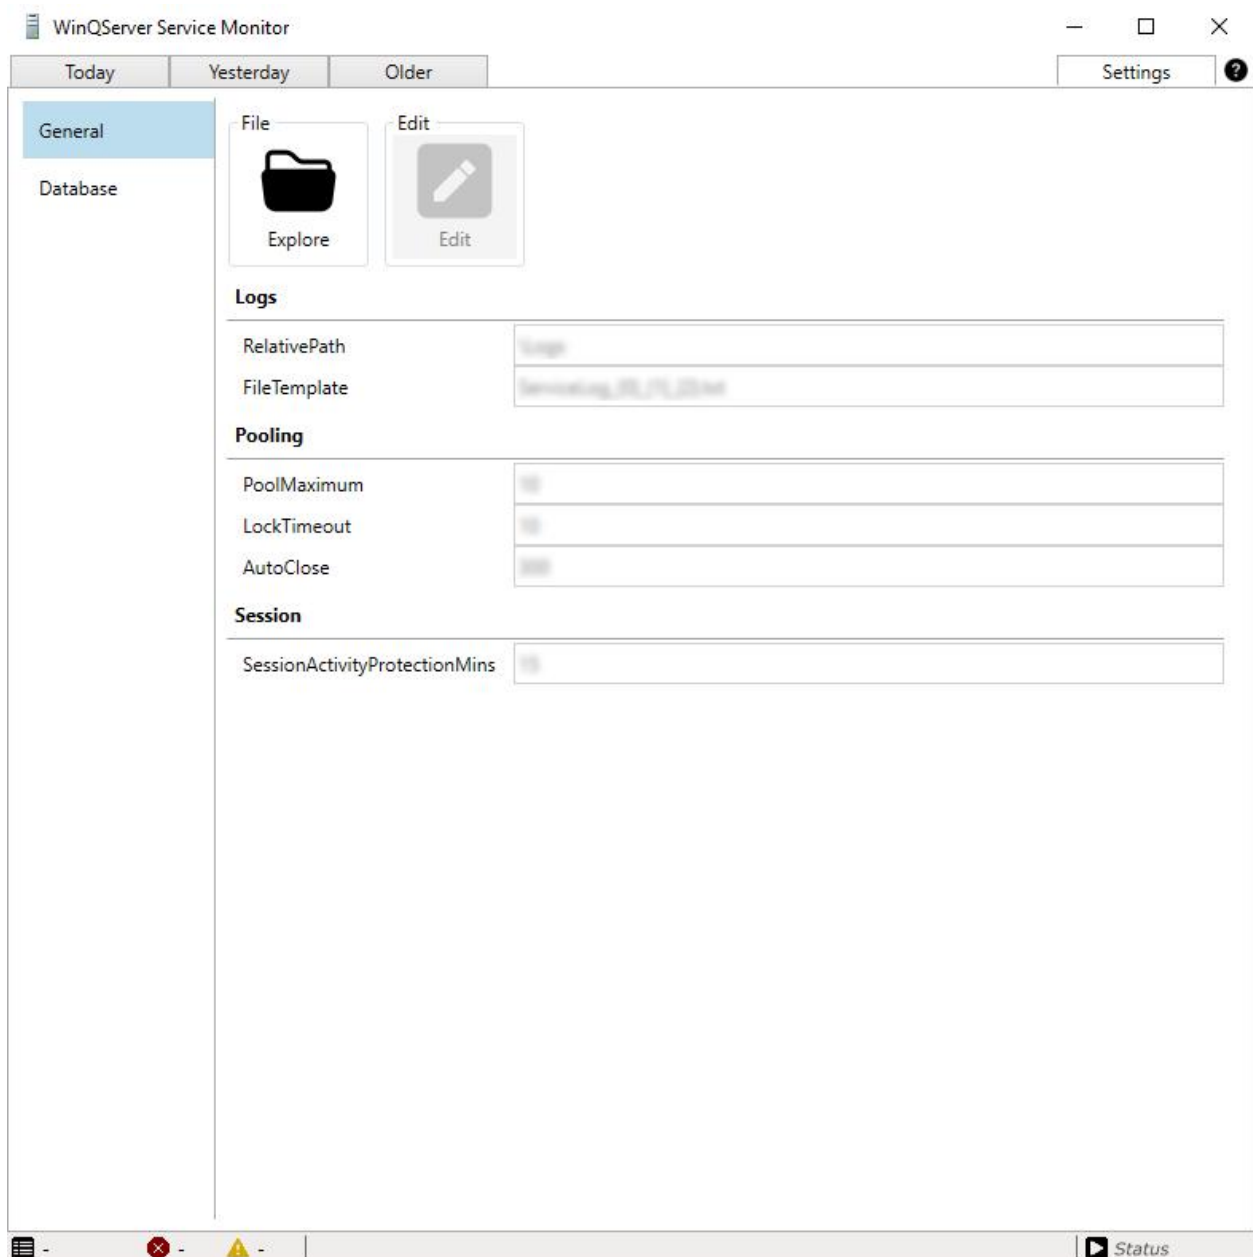 WinQServer Service Monitor
Today Yesterday Older Settings ?
General
Database
File Edit
Explore Edit
Logs
RelativePath
FileTemplate
Pooling
PoolMaximum
LockTimeout
AutoClose
Session
SessionActivityProtectionMins
- - - Status